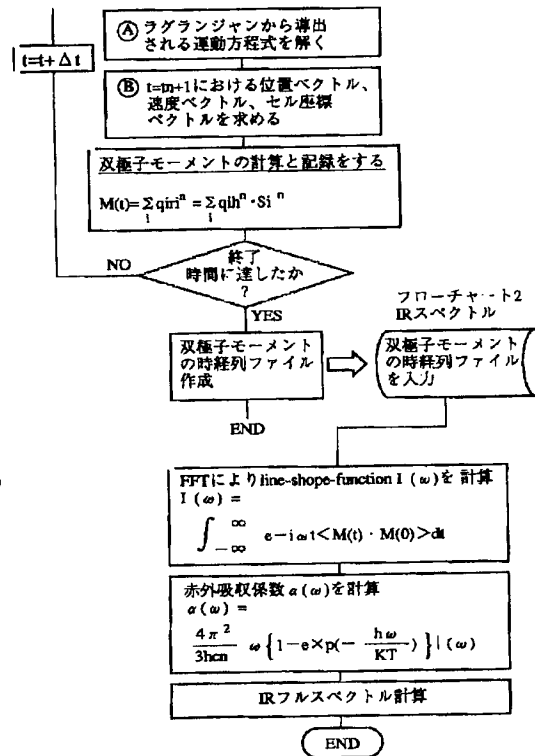 Ⓐ ラグランジャンから導出
される運動方程式を解く
t=t+Δt
Ⓑ t=tn+1における位置ベクトル、
速度ベクトル、セル座標
ベクトルを求める
双極子モーメントの計算と記録をする
M(t)=Σ qiri^n = Σ qih^n・Si^n
i i
NO
終了
時間に達したか
?
YES
フローチャート2
IRスペクトル
双極子モーメント
の時経列ファイル
作成
双極子モーメント
の時経列ファイル
を入力
END
FFTによりline-shope-function I (ω)を計算
I (ω) =
∫ ∞ -∞ e-iωt<M(t)・M(0)>dt
赤外吸収係数α(ω)を計算
α(ω) =
4π² / 3hcn ω{1-e×p(- hω / KT )}I(ω)
IRフルスペクトル計算
END